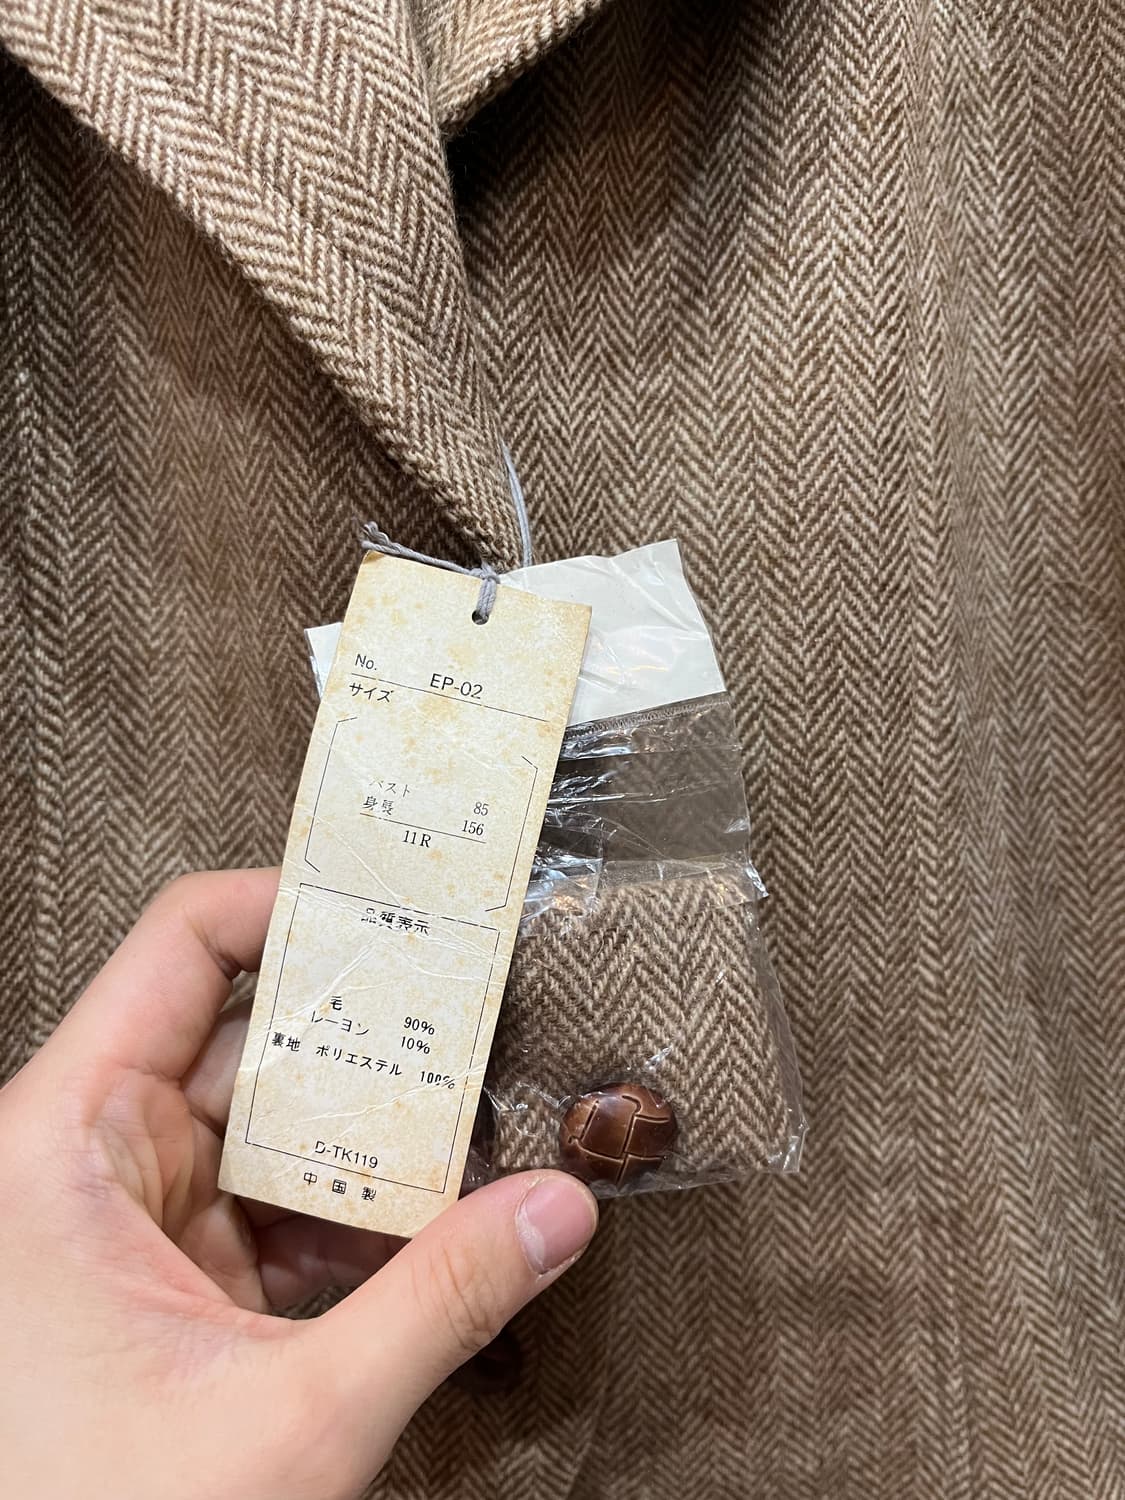 No. EP-02
サイズ
バスト 85
身長 156
11R
品質表示
毛 90%
レーヨン 10%
裏地 ポリエステル 100%
D-TK119
中国製